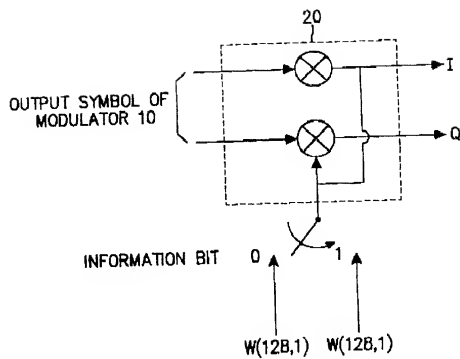 20
I
OUTPUT SYMBOL OF
MODULATOR 10
Q
INFORMATION BIT 0 1
W(128,1) W(128,1)